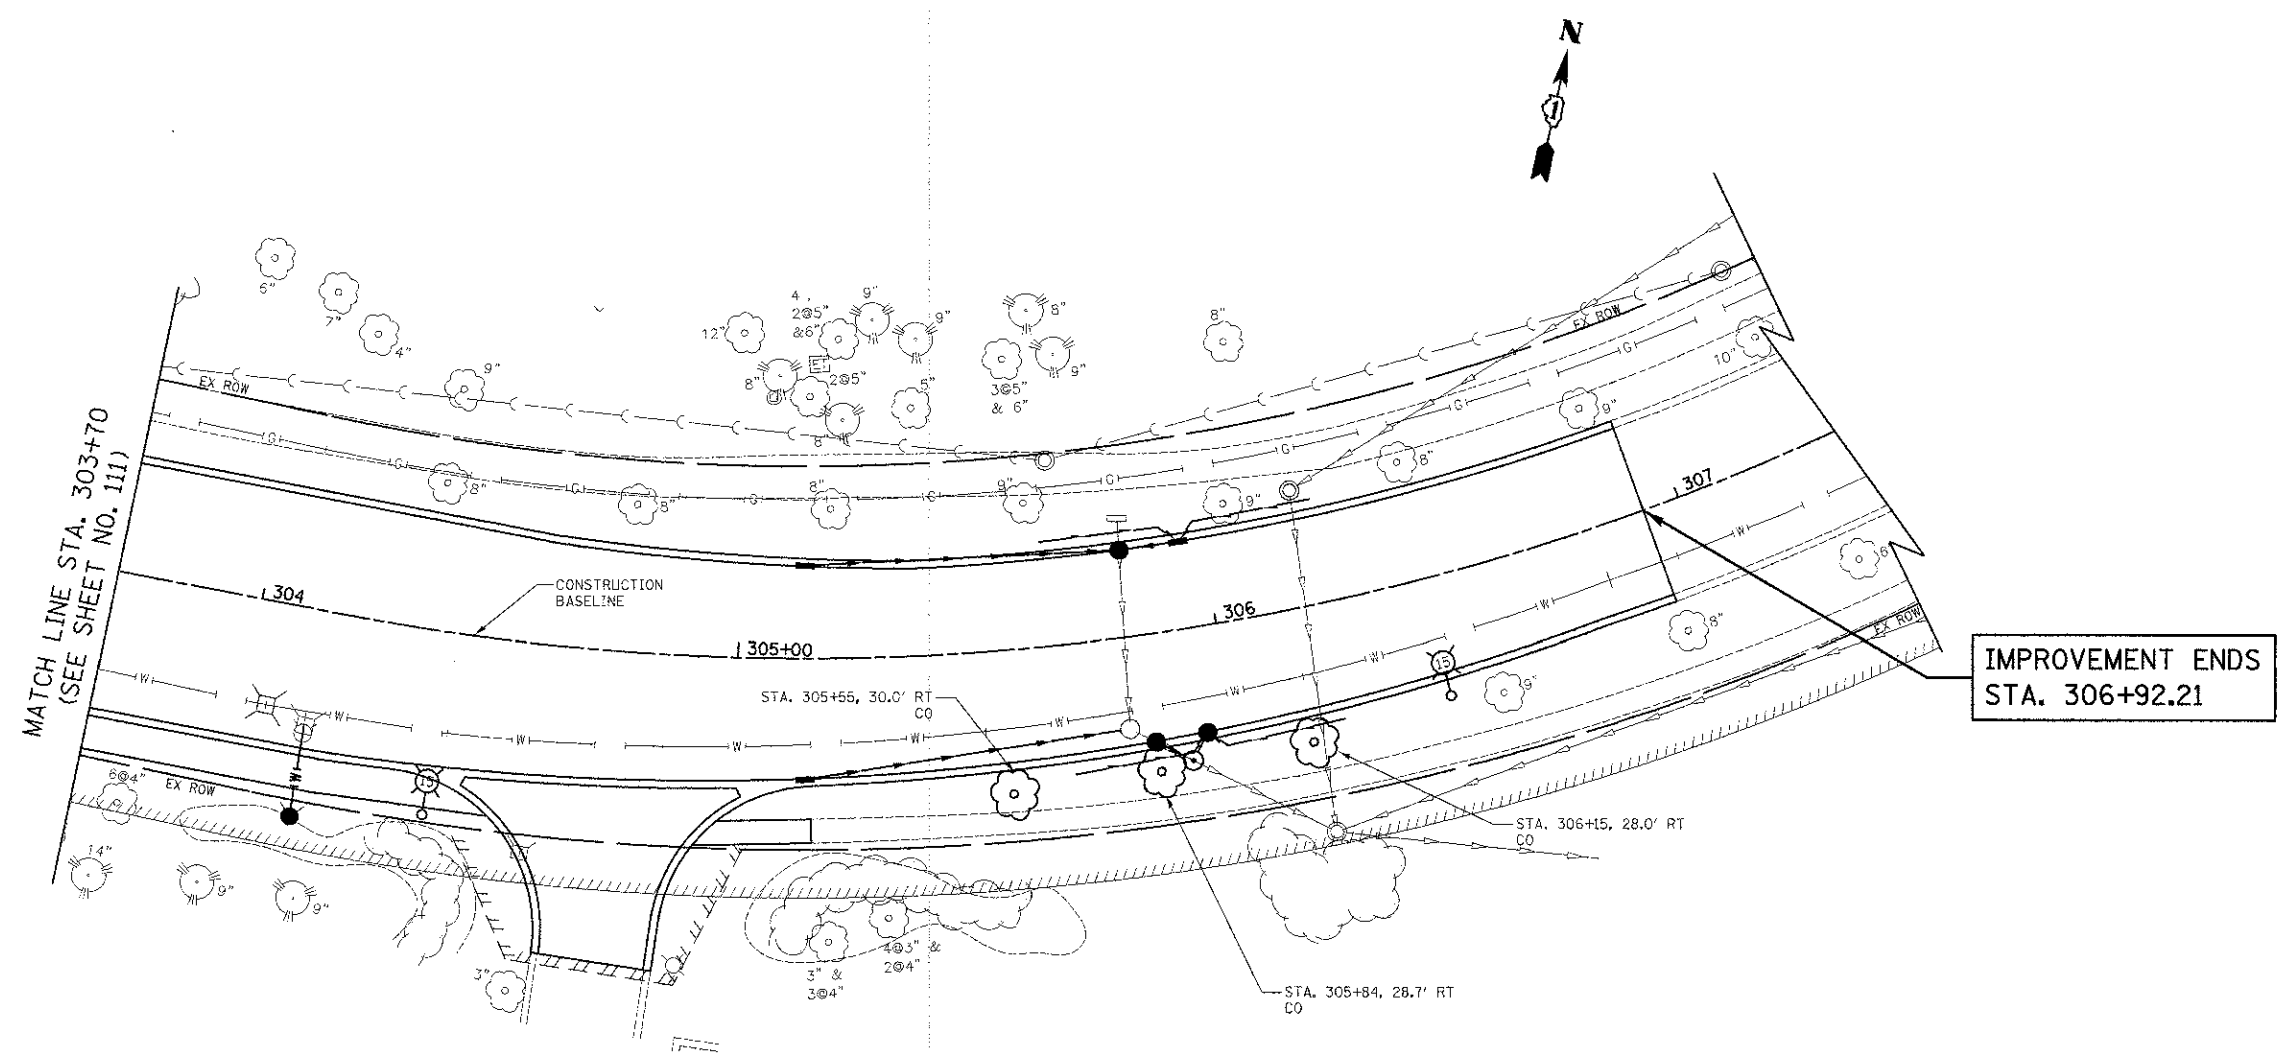 N
1
6"
7"
4"
9"
12"
4,
2@5"
&6"
9"
9"
8"
8"
E
2@5"
5"
8"
3@5"
& 6"
9"
8"
EX ROW
EX ROW
10"
9"
8"
9"
9"
8"
8"
8"
G
G
G
G
G
G
G
G
G
MATCH LINE STA. 303+70
(SEE SHEET NO. 111)
304
CONSTRUCTION
BASELINE
305+00
306
307
W
W
W
W
W
W
W
W
W
W
W
STA. 305+55, 30.0' RT
CO
15
15
6"
8"
9"
EX ROW
IMPROVEMENT ENDS
STA. 306+92.21
6@4"
EX ROW
14"
9"
9"
3"
3" &
3@4"
4@3" &
2@4"
STA. 306+15, 28.0' RT
CO
STA. 305+84, 28.7' RT
CO